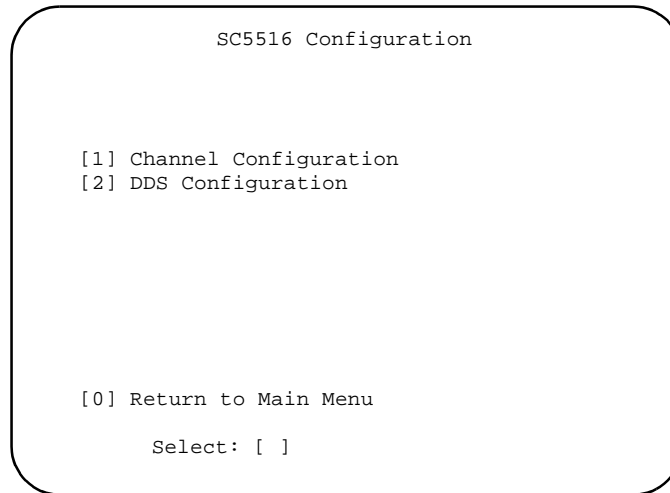 SC5516 Configuration
[1] Channel Configuration
[2] DDS Configuration
[0] Return to Main Menu
Select: [ ]